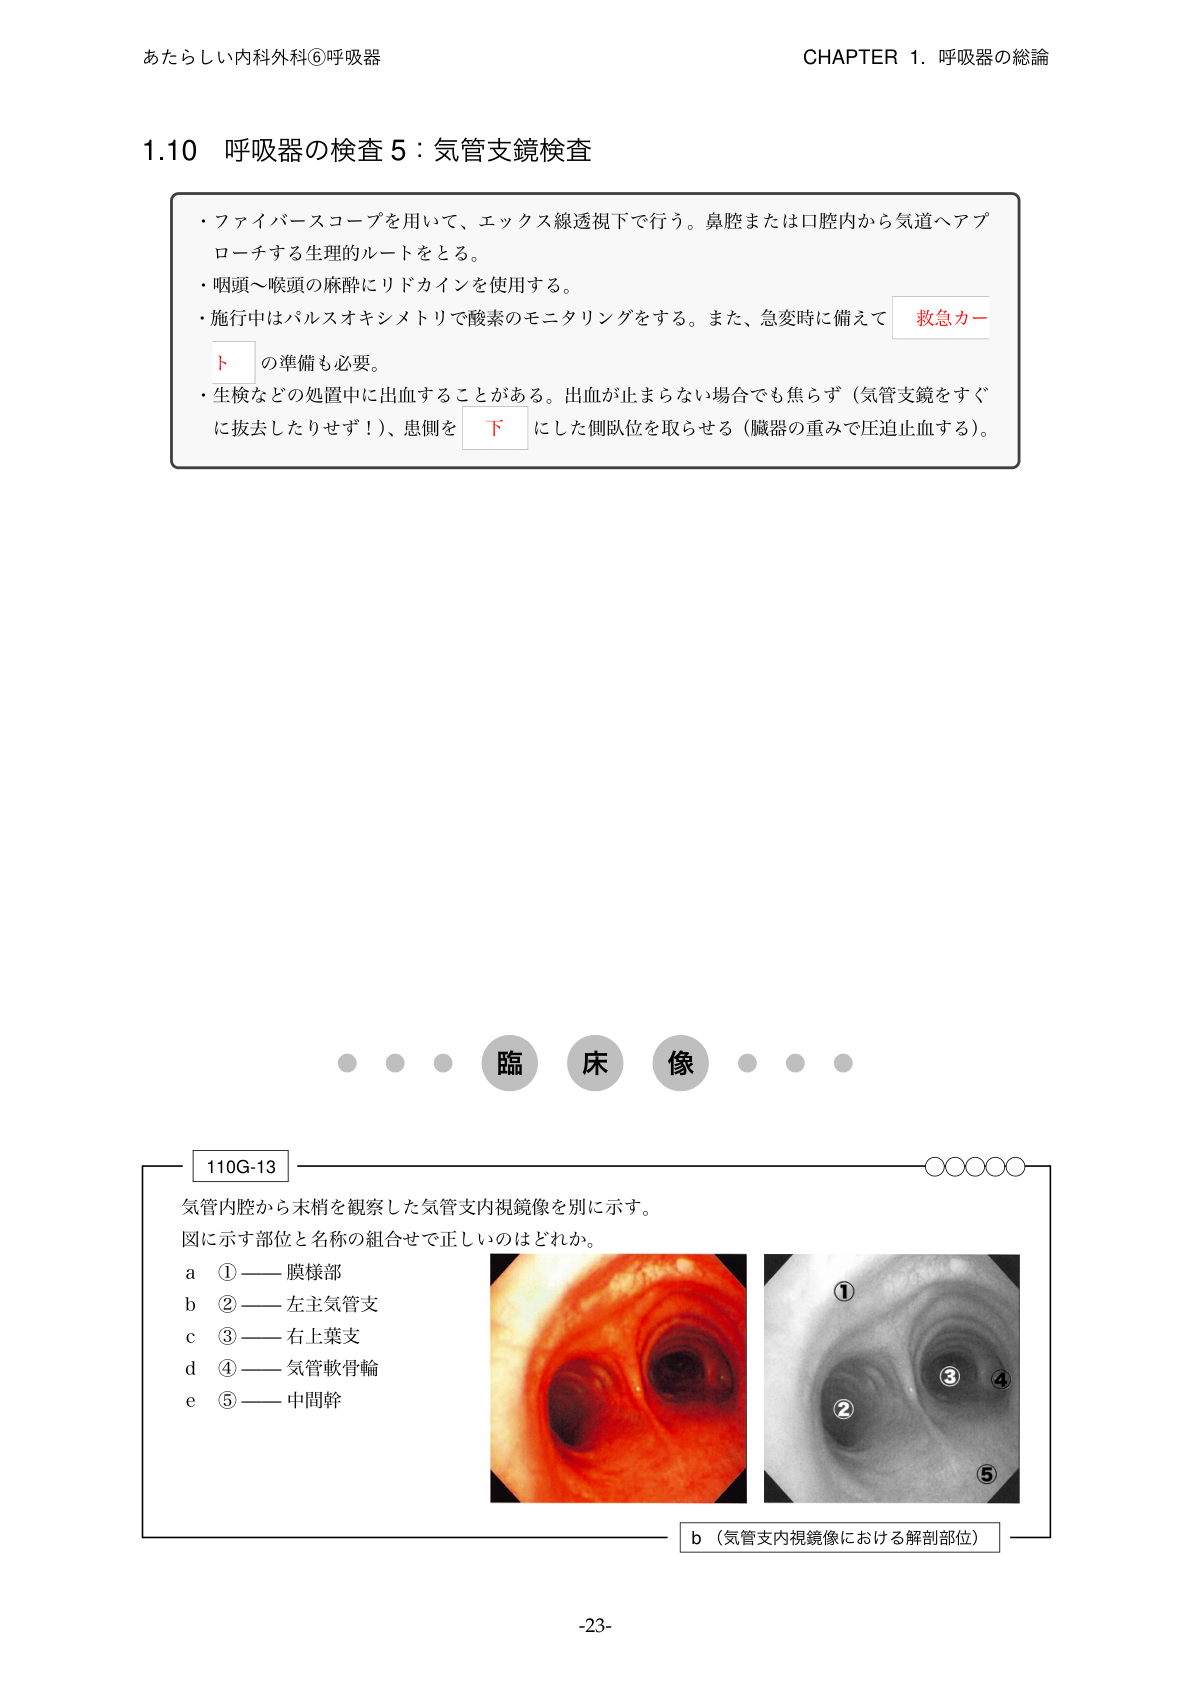 あたらしい内科外科⑥呼吸器
CHAPTER 1. 呼吸器の総論
1.10 呼吸器の検査 5：気管支鏡検査
・ファイバースコープを用いて、エックス線透視下で行う。鼻腔または口腔内から気道へアプ
ローチする生理的ルートをとる。
・咽頭〜喉頭の麻酔にリドカインを使用する。
・施行中はパルスオキシメトリで酸素のモニタリングをする。また、急変時に備えて 救急カー
ト の準備も必要。
・生検などの処置中に出血することがある。出血が止まらない場合でも焦らず（気管支鏡をすぐ
に抜去したりせず！）、患側を 下 にした側臥位を取らせる（臓器の重みで圧迫止血する）。
臨床像
110G-13
気管内腔から末梢を観察した気管支内視鏡像を別に示す。
図に示す部位と名称の組合せで正しいのはどれか。
a ① —— 膜様部
b ② —— 左主気管支
c ③ —— 右上葉支
d ④ —— 気管軟骨輪
e ⑤ —— 中間幹
①
③ ④
②
⑤
b （気管支内視鏡像における解剖部位）
-23-